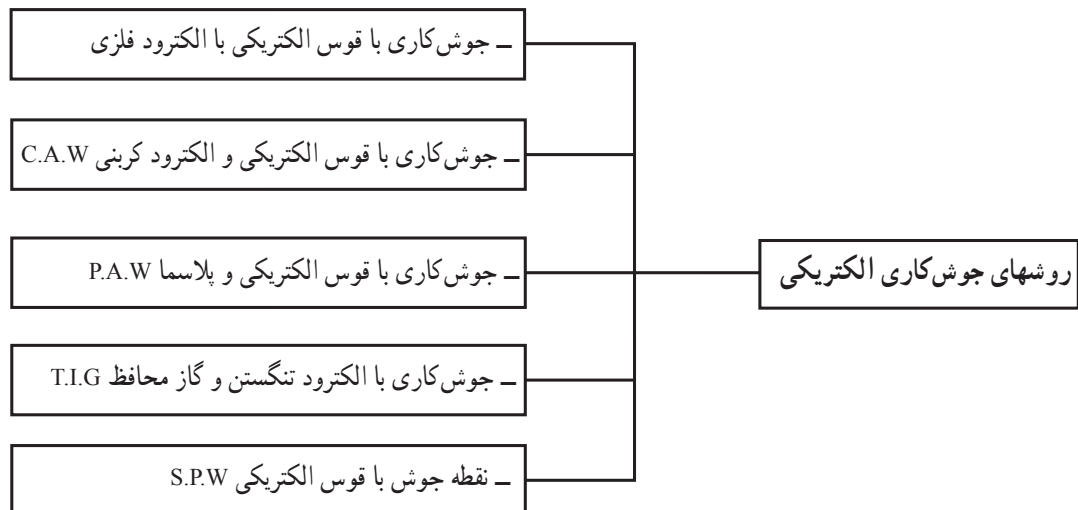 روشهای جوش‌کاری الکتریکی
ـ جوش‌کاری با قوس الکتریکی با الکترود فلزی
ـ جوش‌کاری با قوس الکتریکی و الکترود کربنی C.A.W
ـ جوش‌کاری با قوس الکتریکی و پلاسما P.A.W
ـ جوش‌کاری با الکترود تنگستن و گاز محافظ T.I.G
ـ نقطه جوش با قوس الکتریکی S.P.W